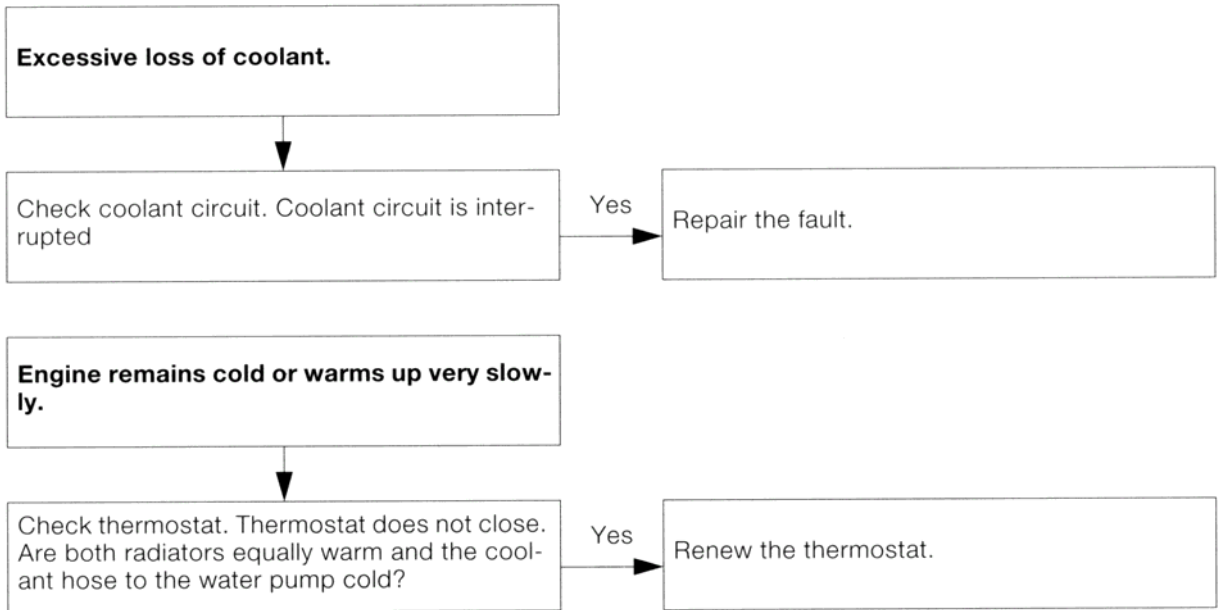 Excessive loss of coolant.
Check coolant circuit. Coolant circuit is inter-
rupted
Yes
Repair the fault.
Engine remains cold or warms up very slow-
ly.
Check thermostat. Thermostat does not close.
Are both radiators equally warm and the cool-
ant hose to the water pump cold?
Yes
Renew the thermostat.